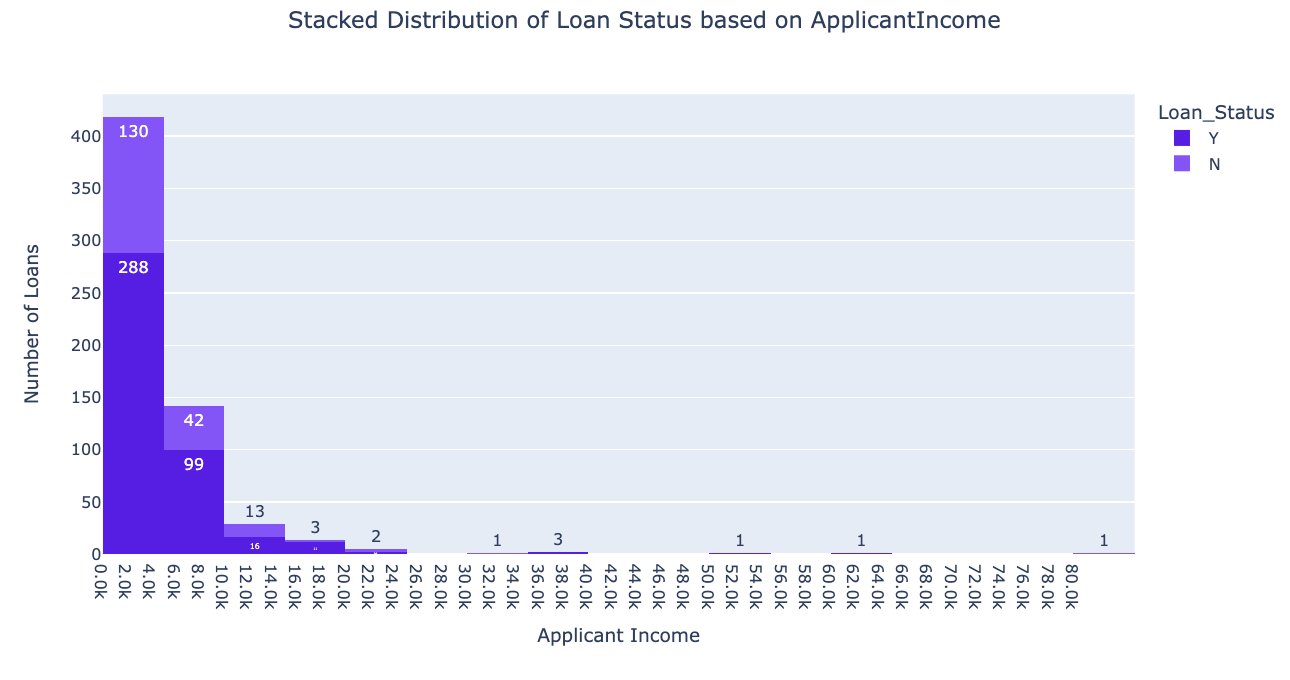 Stacked Distribution of Loan Status based on ApplicantIncome
Loan_Status
Y
N
Number of Loans
400
350
300
250
200
150
100
50
0
130
288
42
99
13
16
3
2
1
3
1
1
1
0.0k
2.0k
4.0k
6.0k
8.0k
10.0k
12.0k
14.0k
16.0k
18.0k
20.0k
22.0k
24.0k
26.0k
28.0k
30.0k
32.0k
34.0k
36.0k
38.0k
40.0k
42.0k
44.0k
46.0k
48.0k
50.0k
52.0k
54.0k
56.0k
58.0k
60.0k
62.0k
64.0k
66.0k
68.0k
70.0k
72.0k
74.0k
76.0k
78.0k
80.0k
Applicant Income